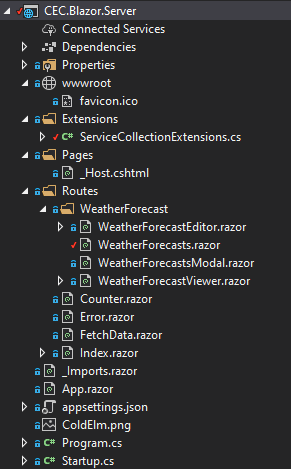 CEC.Blazor.Server
Connected Services
Dependencies
Properties
wwwroot
favicon.ico
Extensions
C# ServiceCollectionExtensions.cs
Pages
_Host.cshtml
Routes
WeatherForecast
WeatherForecastEditor.razor
WeatherForecasts.razor
WeatherForecastsModal.razor
WeatherForecastViewer.razor
Counter.razor
Error.razor
FetchData.razor
Index.razor
_Imports.razor
App.razor
appsettings.json
ColdElm.png
C# Program.cs
C# Startup.cs